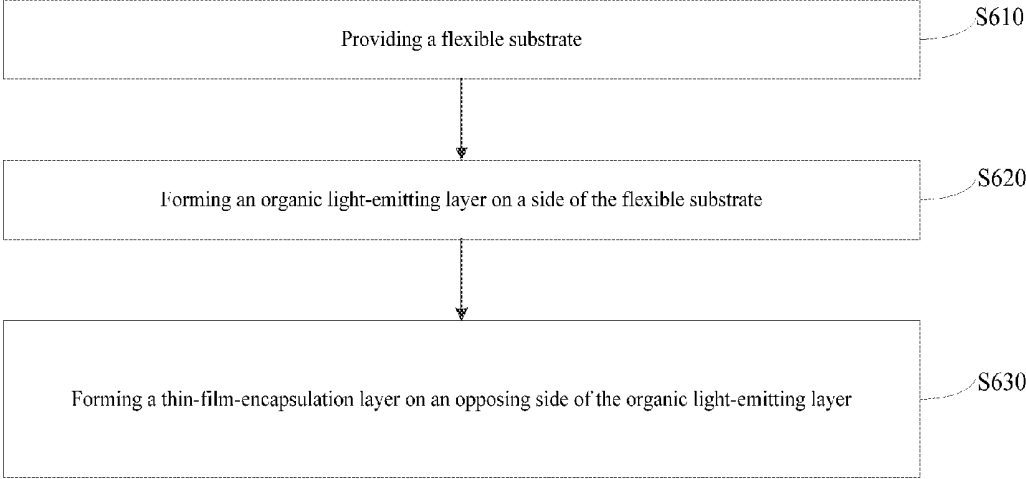 Providing a flexible substrate
S610
Forming an organic light-emitting layer on a side of the flexible substrate
S620
Forming a thin-film-encapsulation layer on an opposing side of the organic light-emitting layer
S630